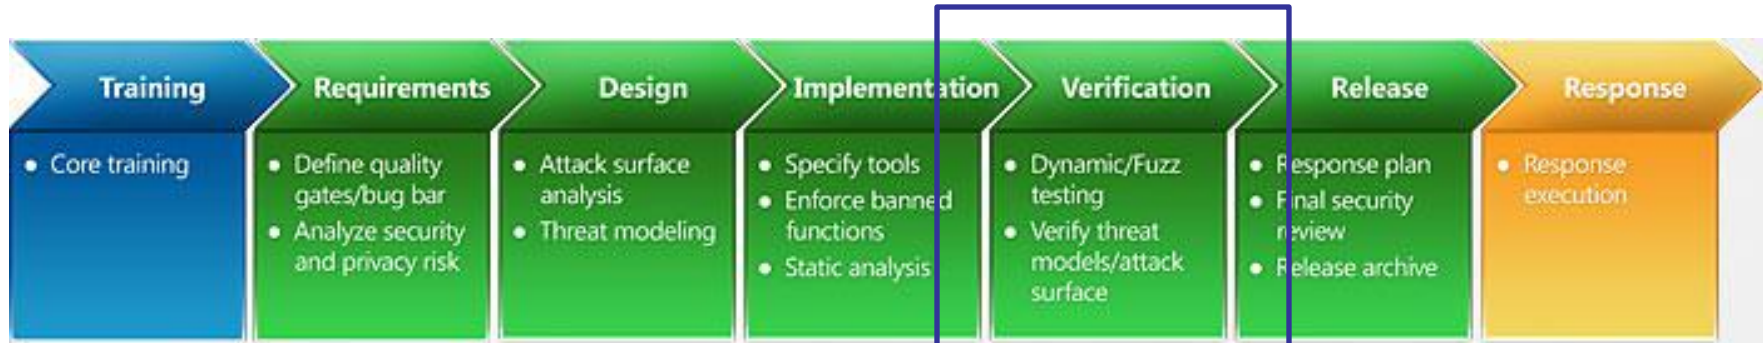 Training
• Core training
Requirements
• Define quality
gates/bug bar
• Analyze security
and privacy risk
Design
• Attack surface
analysis
• Threat modeling
Implementation
• Specify tools
• Enforce banned
functions
• Static analysis
Verification
• Dynamic/Fuzz
testing
• Verify threat
models/attack
surface
Release
• Response plan
• Final security
review
• Release archive
Response
• Response
execution